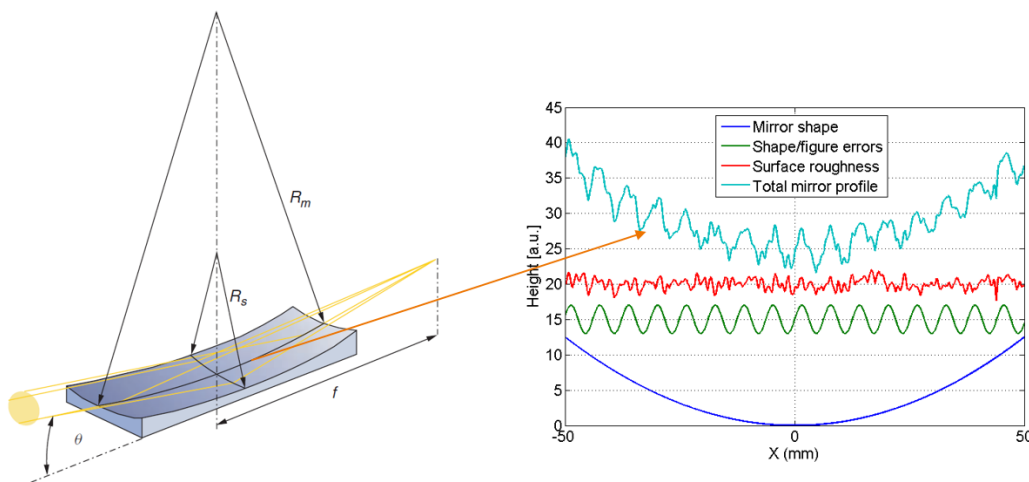 R_m
R_s
f
θ
Height [a.u.]
45
40
35
30
25
20
15
10
5
0
-50
0
50
X (mm)
Mirror shape
Shape/figure errors
Surface roughness
Total mirror profile